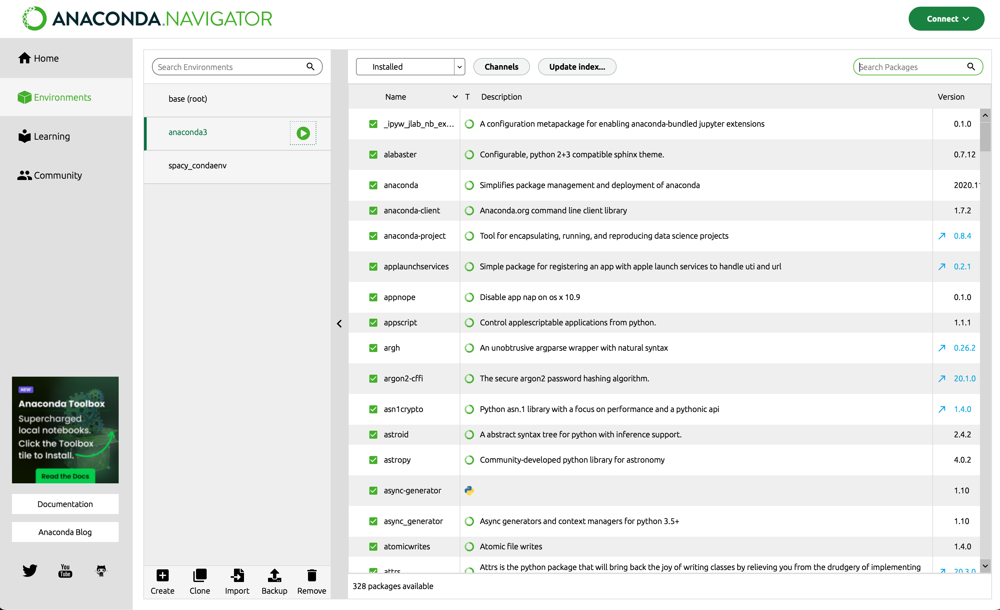 ANACONDA.NAVIGATOR
Connect
Home
Environments
Learning
Community
NEW
Anaconda Toolbox
Supercharged
local notebooks.
Click the Toolbox
tile to Install.
Read the Docs
Documentation
Anaconda Blog
You
Tube
Search Environments
base (root)
anaconda3
spacy_condaenv
Create Clone Import Backup Remove
Installed Channels Update index... Search Packages
Name T Description Version
_ipyw_jlab_nb_ex... A configuration metapackage for enabling anaconda-bundled jupyter extensions 0.1.0
alabaster Configurable, python 2+3 compatible sphinx theme. 0.7.12
anaconda Simplifies package management and deployment of anaconda 2020.11
anaconda-client Anaconda.org command line client library 1.7.2
anaconda-project Tool for encapsulating, running, and reproducing data science projects 0.8.4
applaunchservices Simple package for registering an app with apple launch services to handle uti and url 0.2.1
appnope Disable app nap on os x 10.9 0.1.0
appscript Control applescriptable applications from python. 1.1.1
argh An unobtrusive argparse wrapper with natural syntax 0.26.2
argon2-cffi The secure argon2 password hashing algorithm. 20.1.0
asn1crypto Python asn.1 library with a focus on performance and a pythonic api 1.4.0
astroid A abstract syntax tree for python with inference support. 2.4.2
astropy Community-developed python library for astronomy 4.0.2
async-generator 1.10
async_generator Async generators and context managers for python 3.5+ 1.10
atomicwrites Atomic file writes 1.4.0
attrs Attrs is the python package that will bring back the joy of writing classes by relieving you from the drudgery of implementing 20.3.0
328 packages available